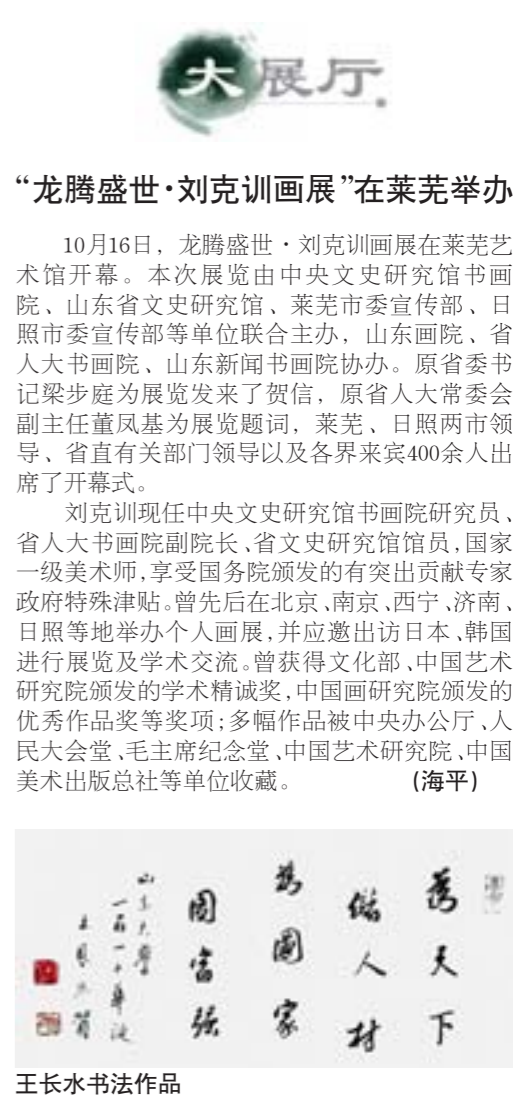 大展厅
“龙腾盛世·刘克训画展”在莱芜举办
10月16日，龙腾盛世·刘克训画展在莱芜艺
术馆开幕。本次展览由中央文史研究馆书画
院、山东省文史研究馆、莱芜市委宣传部、日
照市委宣传部等单位联合主办，山东画院、省
人大书画院、山东新闻书画院协办。原省委书
记梁步庭为展览发来了贺信，原省人大常委会
副主任董凤基为展览题词，莱芜、日照两市领
导、省直有关部门领导以及各界来宾400余人出
席了开幕式。
刘克训现任中央文史研究馆书画院研究员、
省人大书画院副院长、省文史研究馆馆员，国家
一级美术师，享受国务院颁发的有突出贡献专家
政府特殊津贴。曾先后在北京、南京、西宁、济南、
日照等地举办个人画展，并应邀出访日本、韩国
进行展览及学术交流。曾获得文化部、中国艺术
研究院颁发的学术精诚奖，中国画研究院颁发的
优秀作品奖等奖项；多幅作品被中央办公厅、人
民大会堂、毛主席纪念堂、中国艺术研究院、中国
美术出版总社等单位收藏。（海平）
为天下
储人材
为国家
图富强
山东大学
一百一十华诞
王长水书法作品